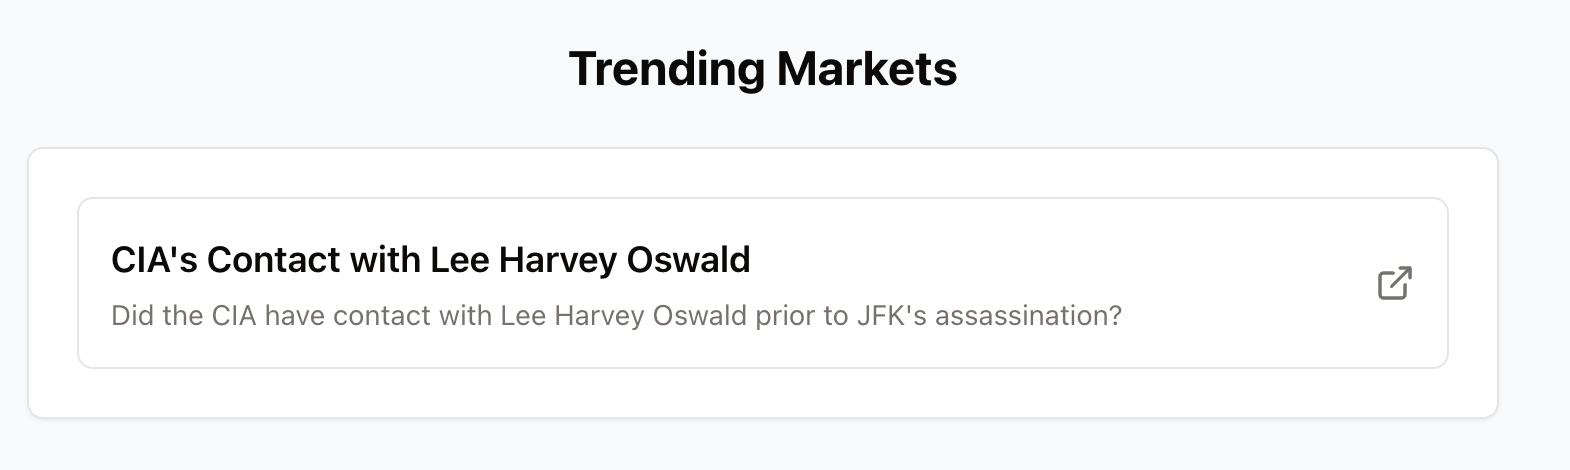 Trending Markets
CIA's Contact with Lee Harvey Oswald
Did the CIA have contact with Lee Harvey Oswald prior to JFK's assassination?